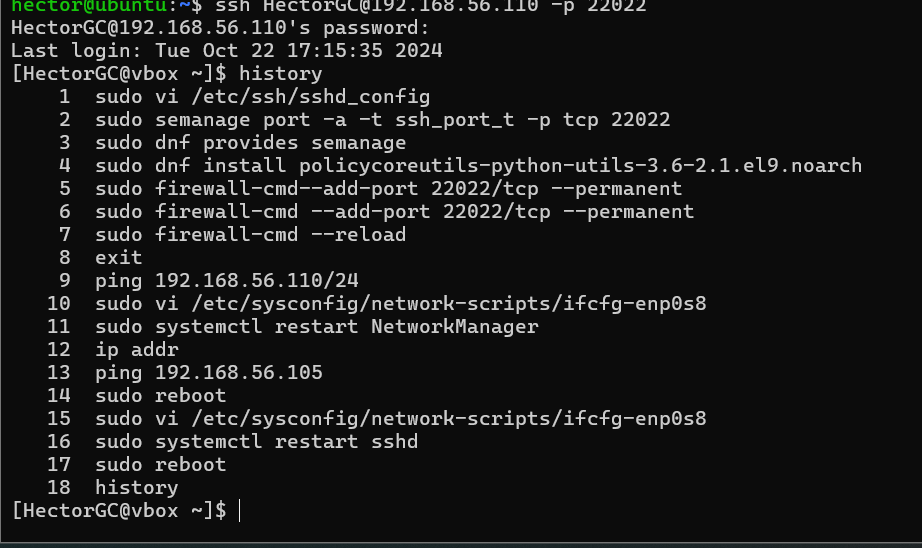 hector@ubuntu:~$ ssh HectorGC@192.168.56.110 -p 22022
HectorGC@192.168.56.110's password:
Last login: Tue Oct 22 17:15:35 2024
[HectorGC@vbox ~]$ history
    1  sudo vi /etc/ssh/sshd_config
    2  sudo semanage port -a -t ssh_port_t -p tcp 22022
    3  sudo dnf provides semanage
    4  sudo dnf install policycoreutils-python-utils-3.6-2.1.el9.noarch
    5  sudo firewall-cmd--add-port 22022/tcp --permanent
    6  sudo firewall-cmd --add-port 22022/tcp --permanent
    7  sudo firewall-cmd --reload
    8  exit
    9  ping 192.168.56.110/24
   10  sudo vi /etc/sysconfig/network-scripts/ifcfg-enp0s8
   11  sudo systemctl restart NetworkManager
   12  ip addr
   13  ping 192.168.56.105
   14  sudo reboot
   15  sudo vi /etc/sysconfig/network-scripts/ifcfg-enp0s8
   16  sudo systemctl restart sshd
   17  sudo reboot
   18  history
[HectorGC@vbox ~]$